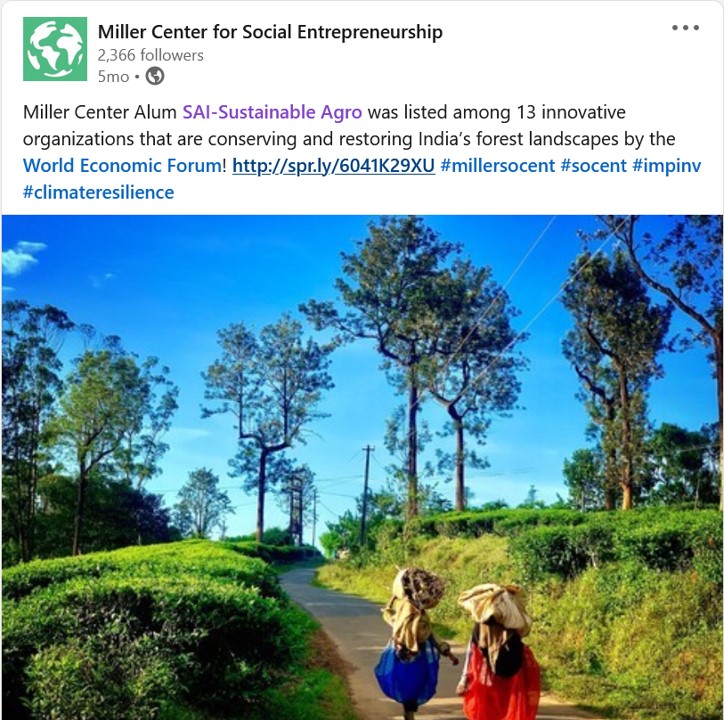 Miller Center for Social Entrepreneurship
2,366 followers
5mo •
Miller Center Alum SAI-Sustainable Agro was listed among 13 innovative
organizations that are conserving and restoring India’s forest landscapes by the
World Economic Forum! http://spr.ly/6041K29XU #millersocent #socent #impinv
#climateresilience